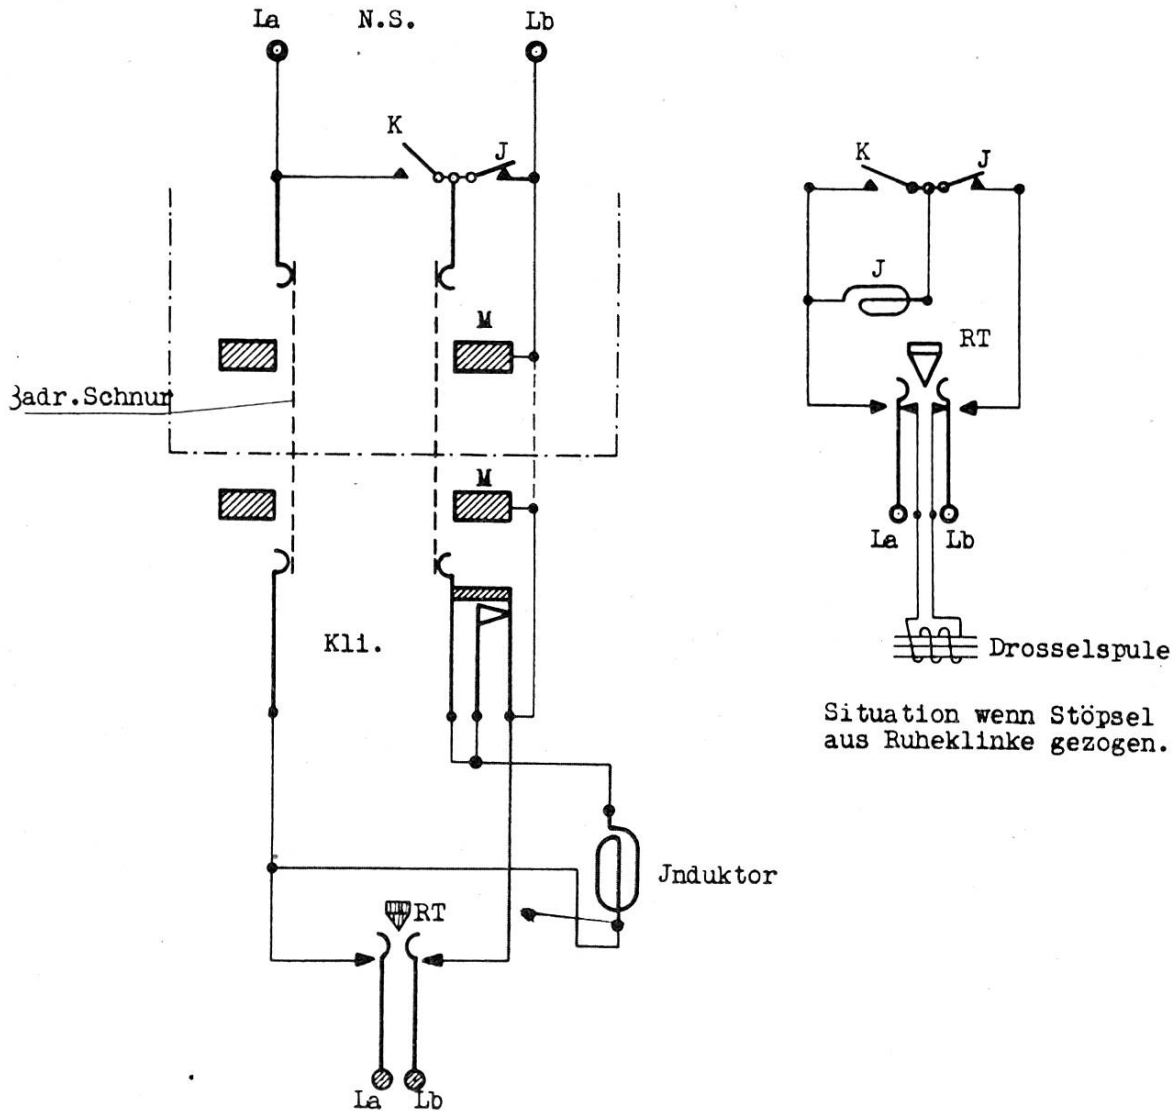 La N.S. Lb
K
J
K
J
J
M
RT
3adr.Schnur
M
La
Lb
Kli.
Drosselspule
Situation wenn Stöpsel
aus Ruheklinke gezogen.
Jnduktor
RT
La
Lb